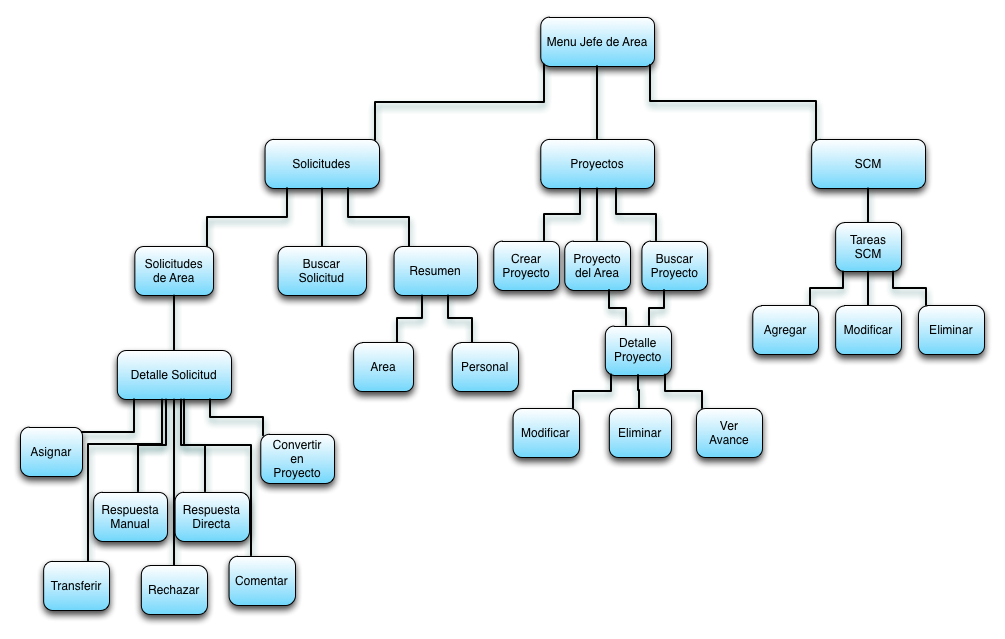 Menu Jefe de Area
Solicitudes
Proyectos
SCM
Solicitudes
de Area
Buscar
Solicitud
Resumen
Crear
Proyecto
Proyecto
del Area
Buscar
Proyecto
Tareas
SCM
Agregar
Modificar
Eliminar
Detalle Solicitud
Area
Personal
Detalle
Proyecto
Modificar
Eliminar
Ver
Avance
Asignar
Convertir
en
Proyecto
Respuesta
Manual
Respuesta
Directa
Transferir
Rechazar
Comentar